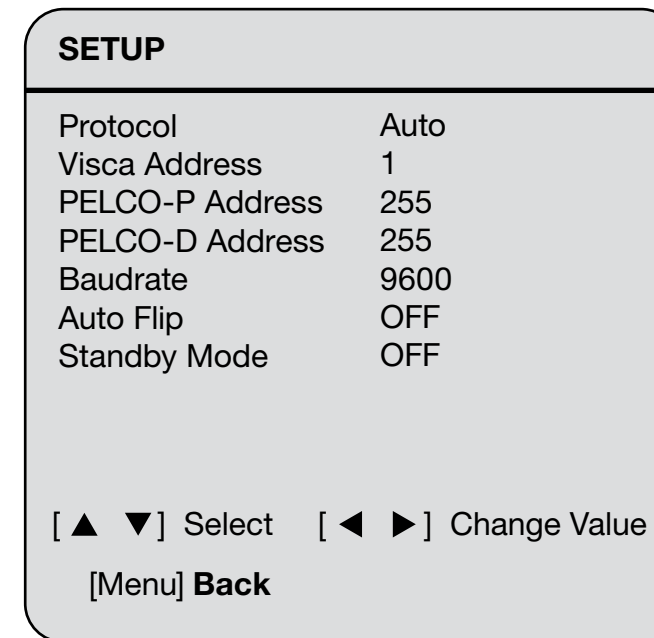 SETUP
Protocol Auto
Visca Address 1
PELCO-P Address 255
PELCO-D Address 255
Baudrate 9600
Auto Flip OFF
Standby Mode OFF
[ ▲ ▼ ] Select [ ◀ ▶ ] Change Value
[Menu] Back